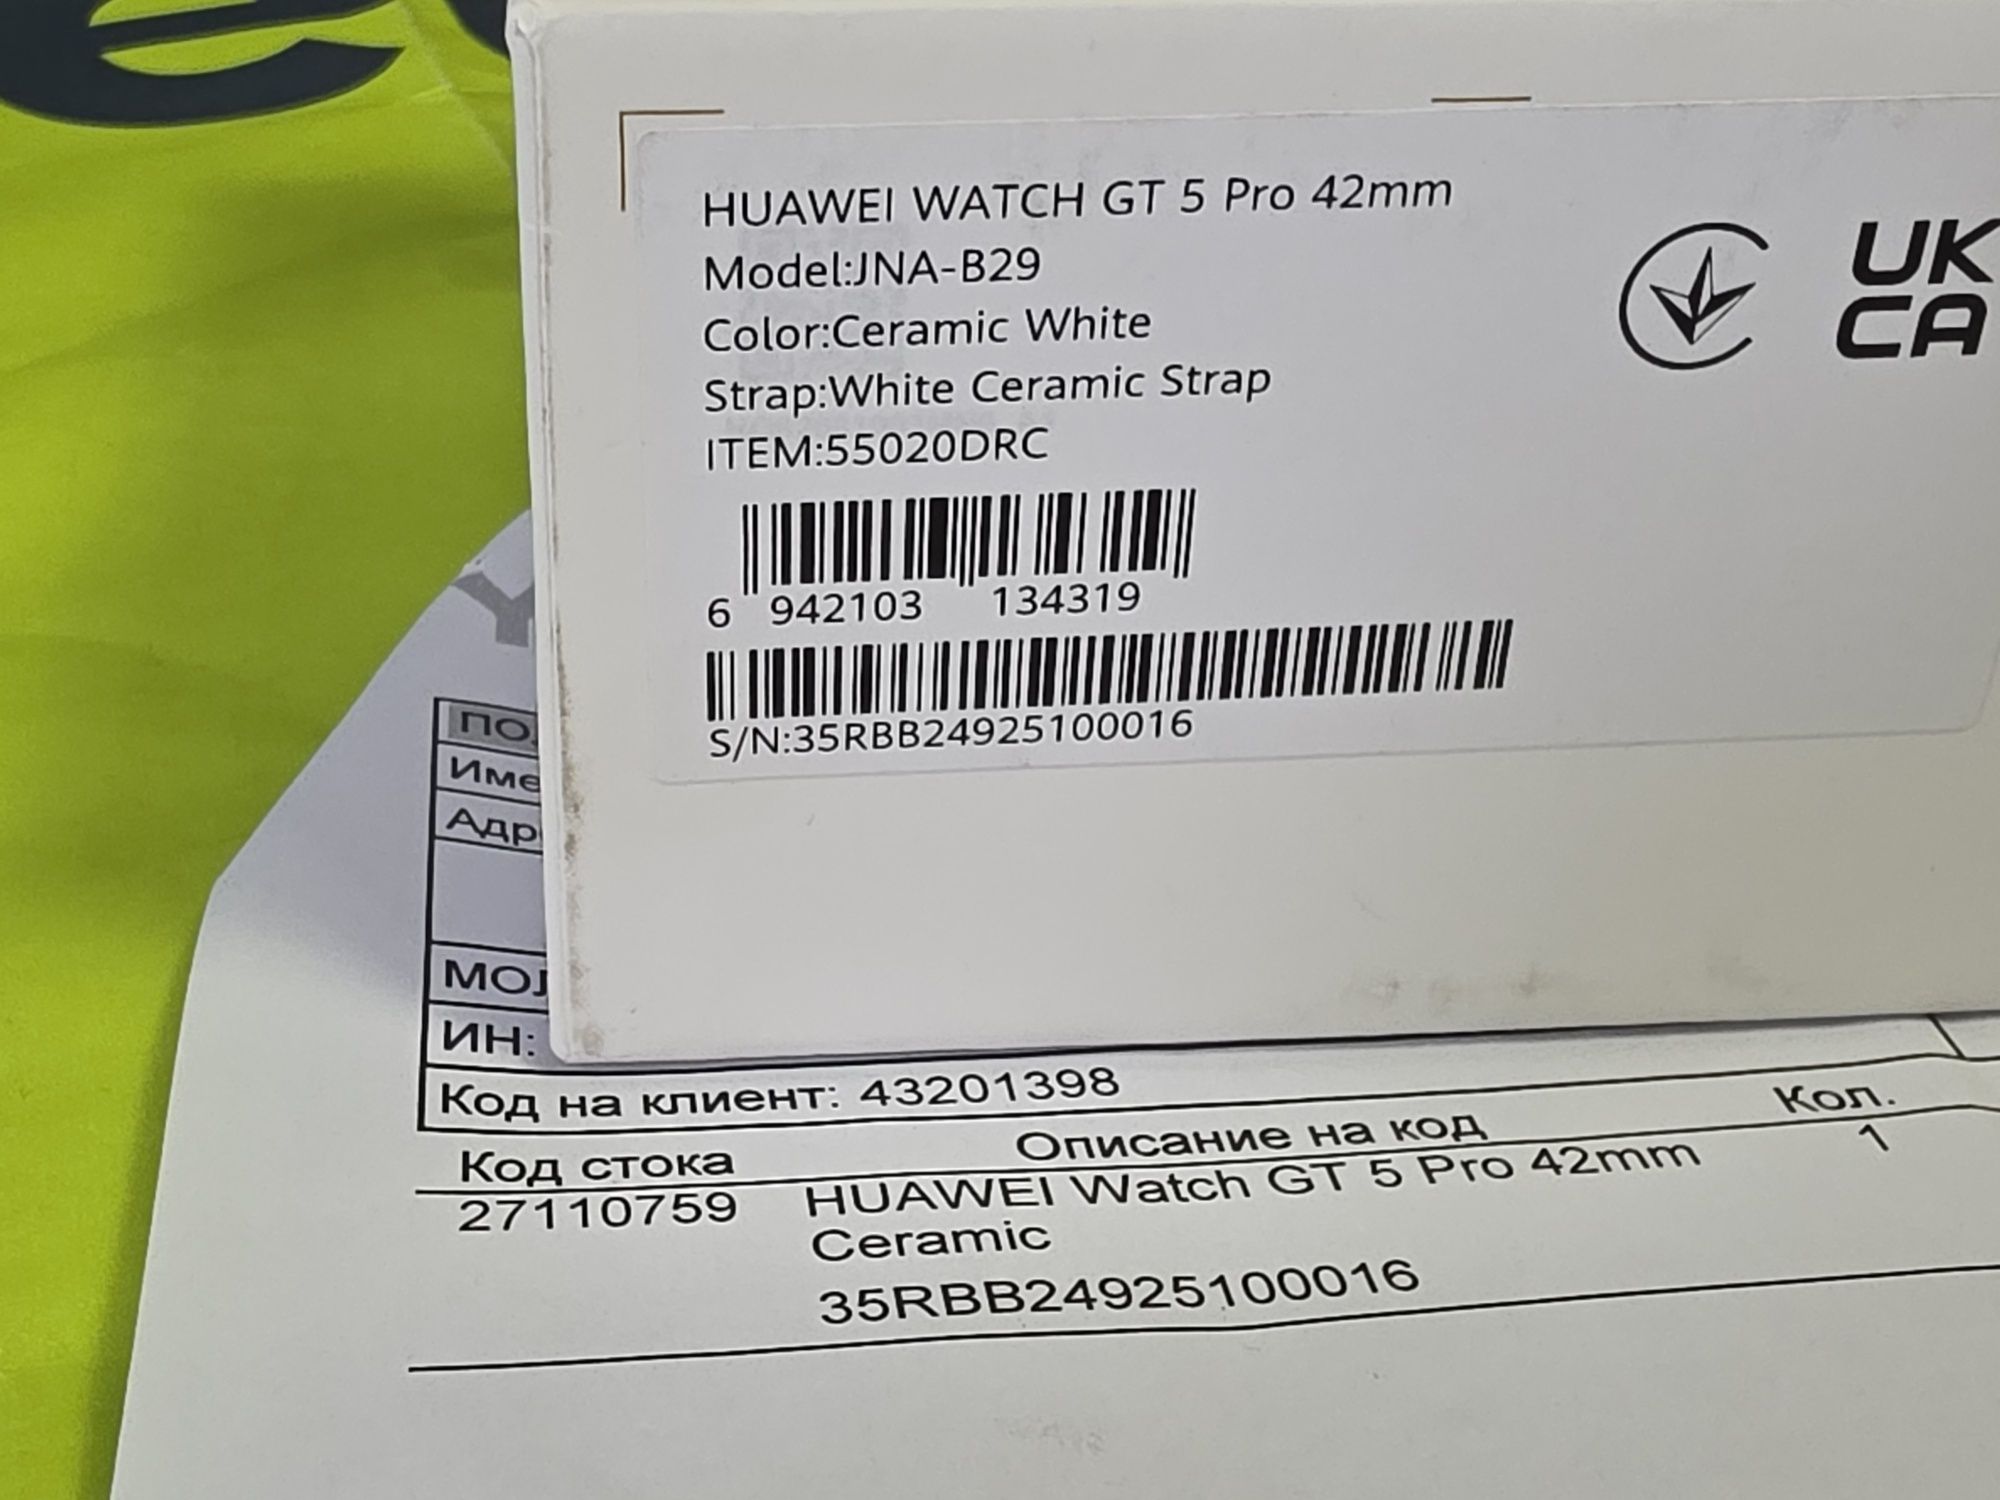 HUAWEI WATCH GT 5 Pro 42mm
Model:JNA-B29
Color:Ceramic White
Strap:White Ceramic Strap
ITEM:55020DRC
6 942103 134319
S/N:35RBB24925100016
UK
CA
ИН:
Код на клиент: 43201398
Код стока Описание на код Кол.
27110759 HUAWEI Watch GT 5 Pro 42mm 1
Ceramic
35RBB24925100016